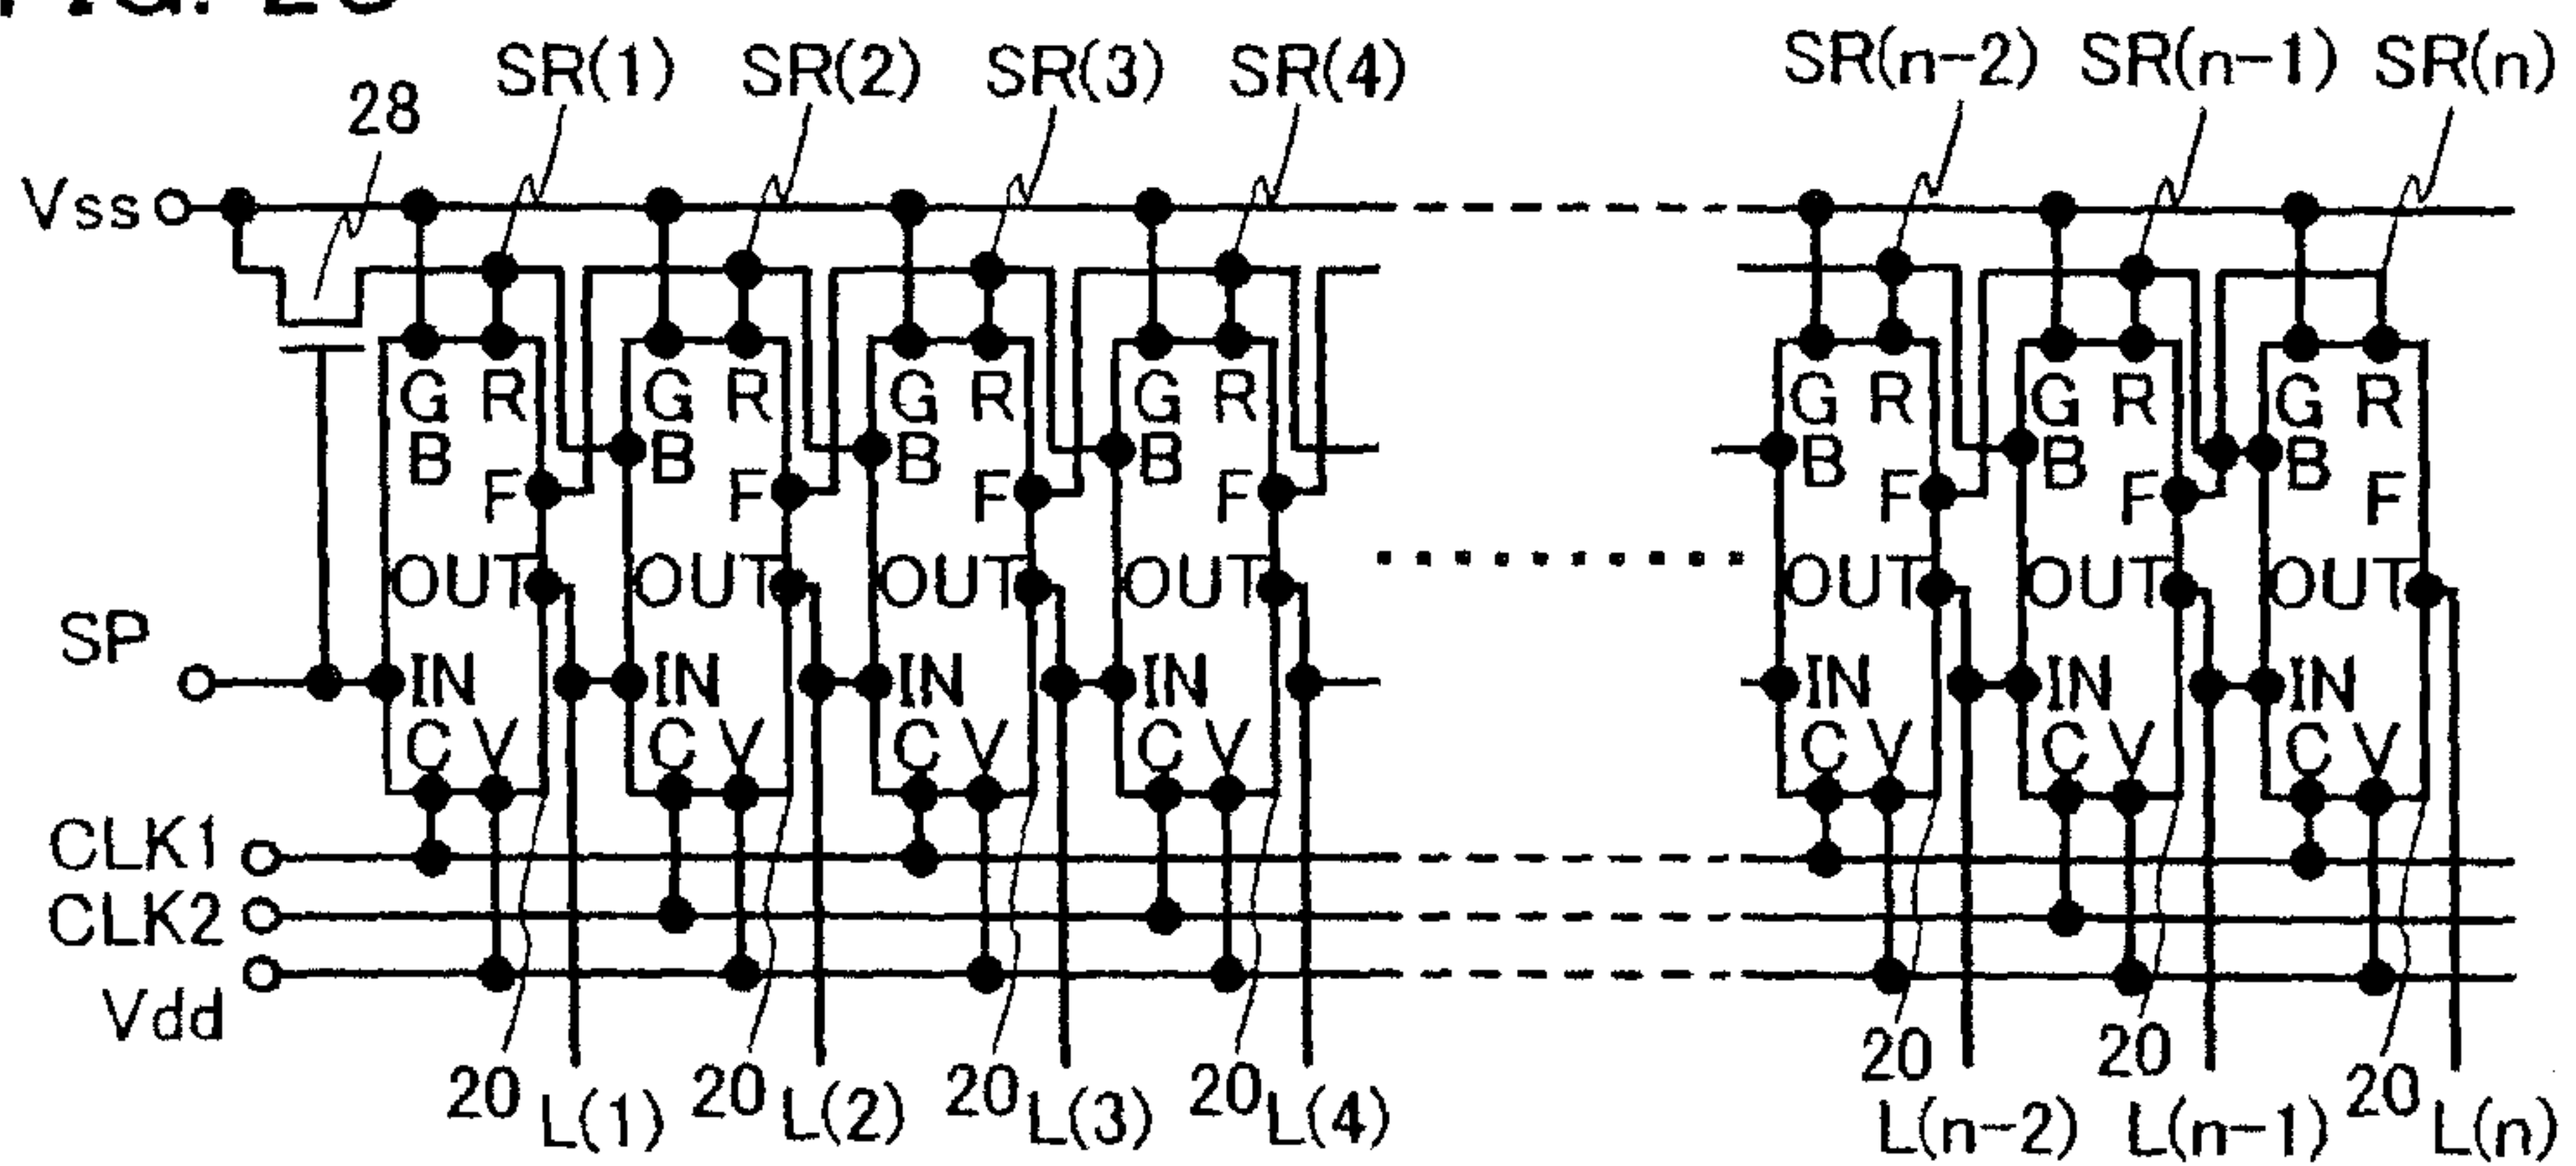 SR(1) SR(2) SR(3) SR(4) SR(n-2) SR(n-1) SR(n)
28
Vss
G R G R G R G R G R G R G R
B B B B B B B
F F F F F F F
OUT OUT OUT OUT OUT OUT OUT
SP
IN IN IN IN IN IN IN
C V C V C V C V C V C V C V
CLK1
CLK2
Vdd
20 20 20 20 20 20 20
L(1) L(2) L(3) L(4) L(n-2) L(n-1) L(n)